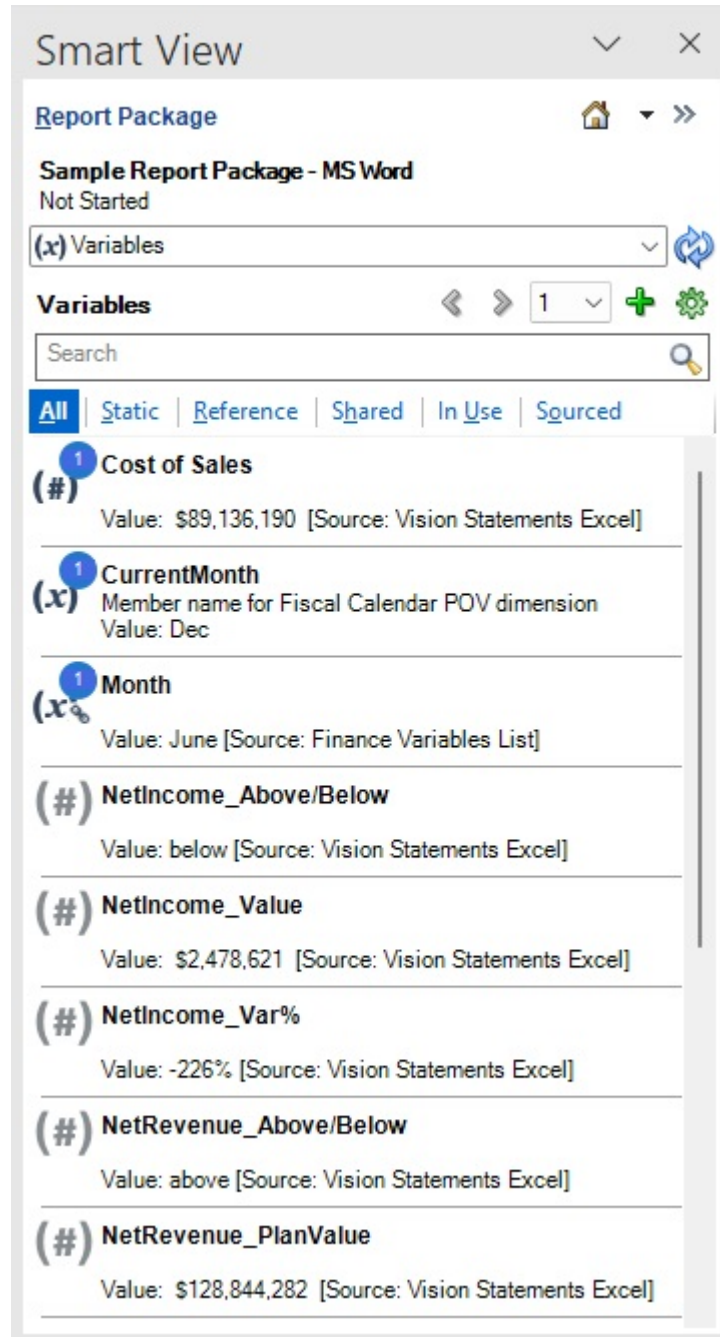 Smart View
Report Package
Sample Report Package - MS Word
Not Started
(x) Variables
Variables
1
Search
All | Static | Reference | Shared | In Use | Sourced
(#) 1 Cost of Sales
Value: $89,136,190 [Source: Vision Statements Excel]
(x) 1 CurrentMonth
Member name for Fiscal Calendar POV dimension
Value: Dec
(x 1 Month
Value: June [Source: Finance Variables List]
(#) NetIncome_Above/Below
Value: below [Source: Vision Statements Excel]
(#) NetIncome_Value
Value: $2,478,621 [Source: Vision Statements Excel]
(#) NetIncome_Var%
Value: -226% [Source: Vision Statements Excel]
(#) NetRevenue_Above/Below
Value: above [Source: Vision Statements Excel]
(#) NetRevenue_PlanValue
Value: $128,844,282 [Source: Vision Statements Excel]